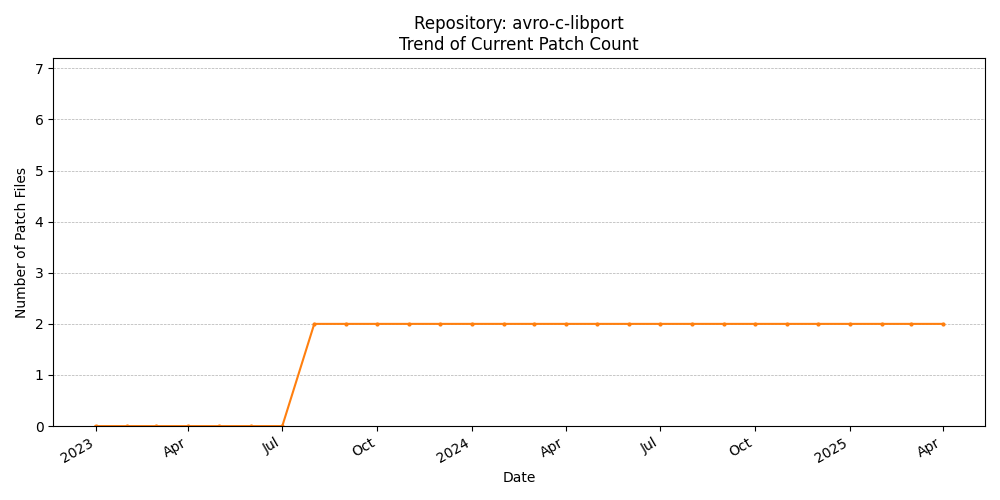 Repository: avro-c-libport
Trend of Current Patch Count
Number of Patch Files
7
6
5
4
3
2
1
0
2023
Apr
Jul
Oct
2024
Apr
Jul
Oct
2025
Apr
Date